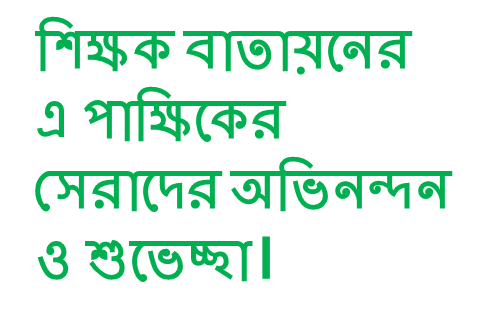 শিক্ষক বাতায়নের
এ পাক্ষিকের
সেরাদের অভিনন্দন
ও শুভেচ্ছা।